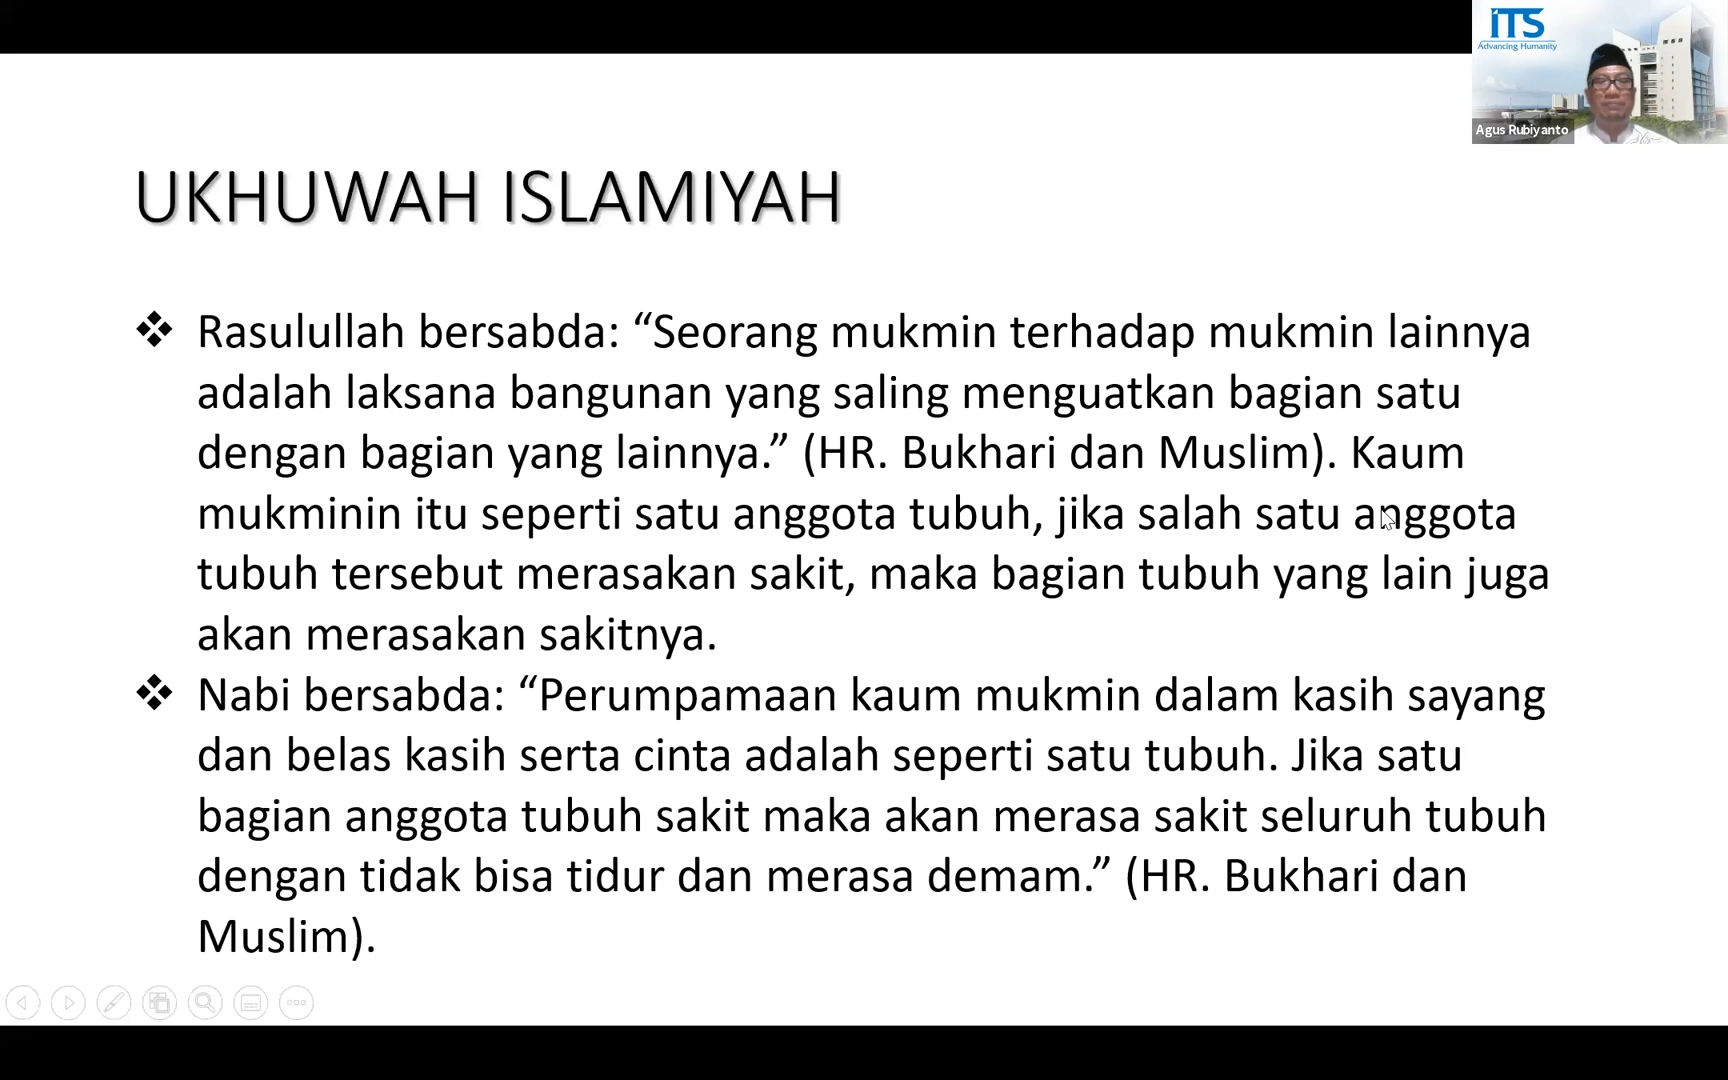 iTS
Advancing Humanity
Agus Rubiyanto
UKHUWAH ISLAMIYAH
❖ Rasulullah bersabda: “Seorang mukmin terhadap mukmin lainnya
adalah laksana bangunan yang saling menguatkan bagian satu
dengan bagian yang lainnya.” (HR. Bukhari dan Muslim). Kaum
mukminin itu seperti satu anggota tubuh, jika salah satu anggota
tubuh tersebut merasakan sakit, maka bagian tubuh yang lain juga
akan merasakan sakitnya.
❖ Nabi bersabda: “Perumpamaan kaum mukmin dalam kasih sayang
dan belas kasih serta cinta adalah seperti satu tubuh. Jika satu
bagian anggota tubuh sakit maka akan merasa sakit seluruh tubuh
dengan tidak bisa tidur dan merasa demam.” (HR. Bukhari dan
Muslim).